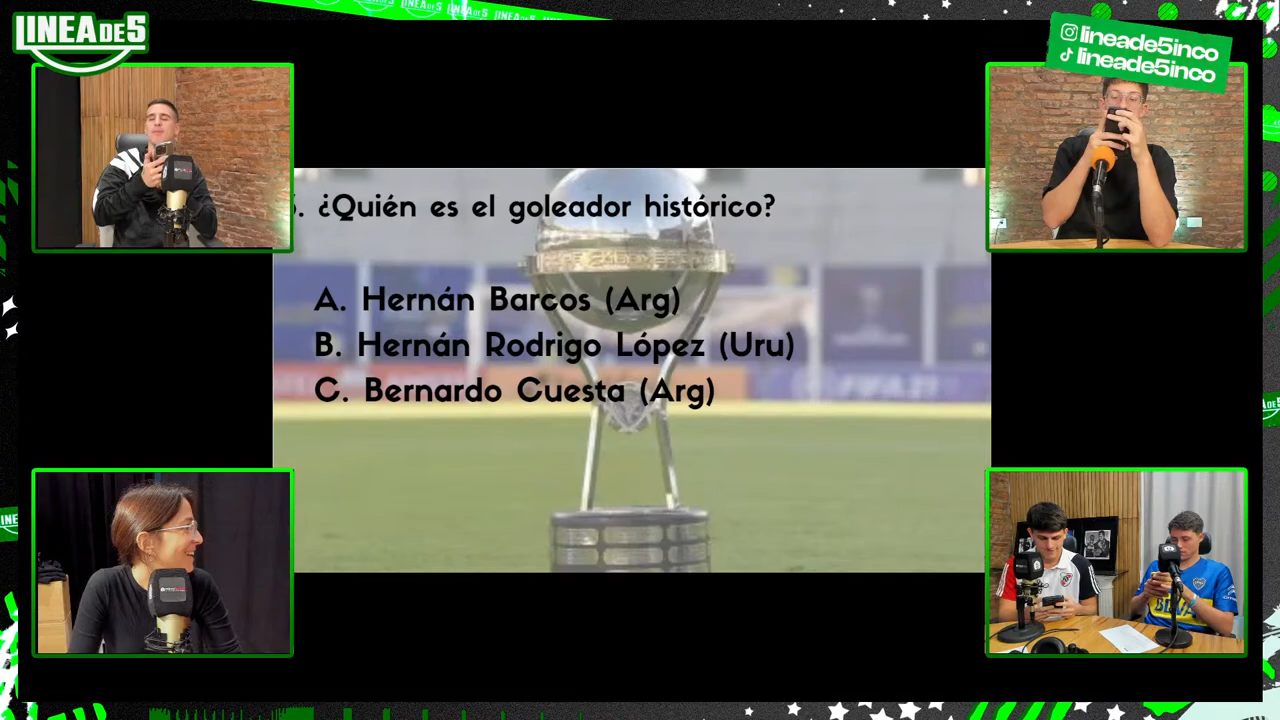 LINEA DE 5
lineade5inco
lineade5inco
. ¿Quién es el goleador histórico?
A. Hernán Barcos (Arg)
B. Hernán Rodrigo López (Uru)
C. Bernardo Cuesta (Arg)